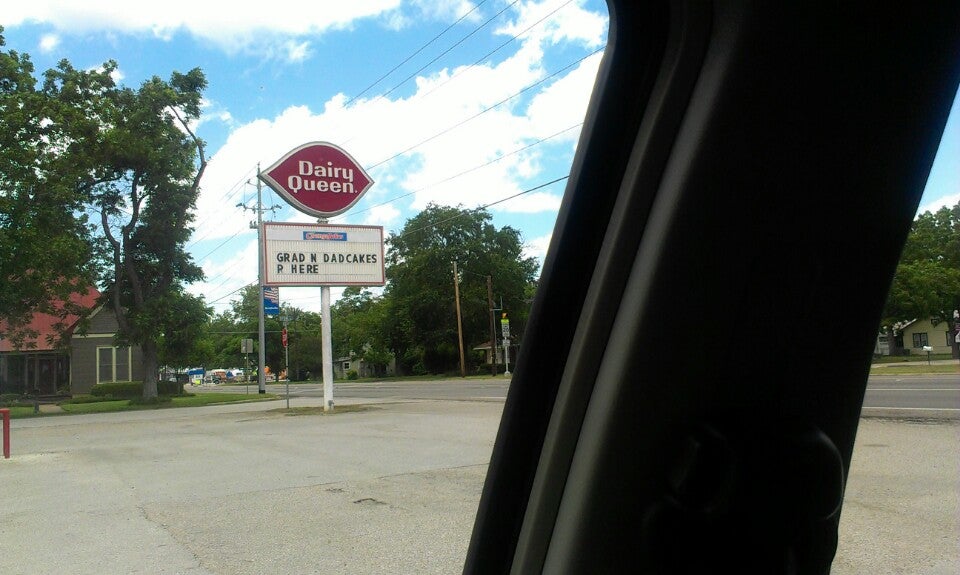 Dairy
Queen
GRAD N DADCAKES
R HERE